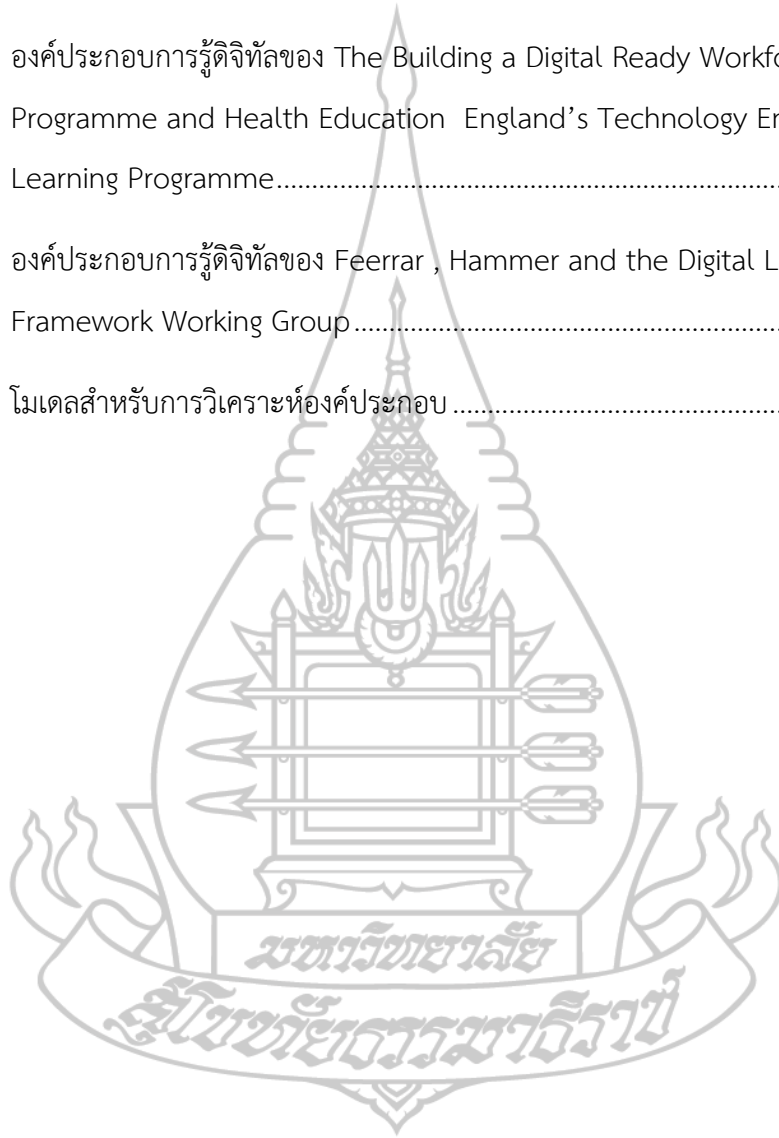 องค์ประกอบการรู้ดิจิทัลของ The Building a Digital Ready Workfo
Programme and Health Education England’s Technology En
Learning Programme
องค์ประกอบการรู้ดิจิทัลของ Feerrar , Hammer and the Digital L
Framework Working Group
โมเดลสำหรับการวิเคราะห์องค์ประกอบ
มหาวิทยาลัย
สุโขทัยธรรมาธิราช